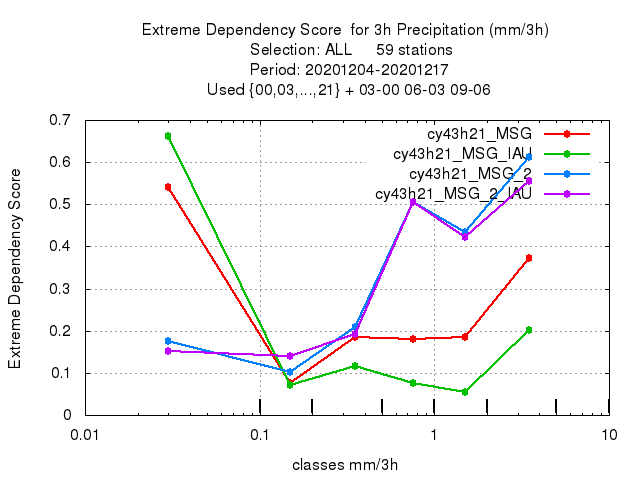 Extreme Dependency Score  for 3h Precipitation (mm/3h)
Selection: ALL     59 stations
Period: 20201204-20201217
Used {00,03,...,21} + 03-00 06-03 09-06
0.7
0.6
0.5
0.4
0.3
0.2
0.1
0
Extreme Dependency Score
cy43h21_MSG
cy43h21_MSG_IAU
cy43h21_MSG_2
cy43h21_MSG_2_IAU
0.01 0.1 1 10
classes mm/3h